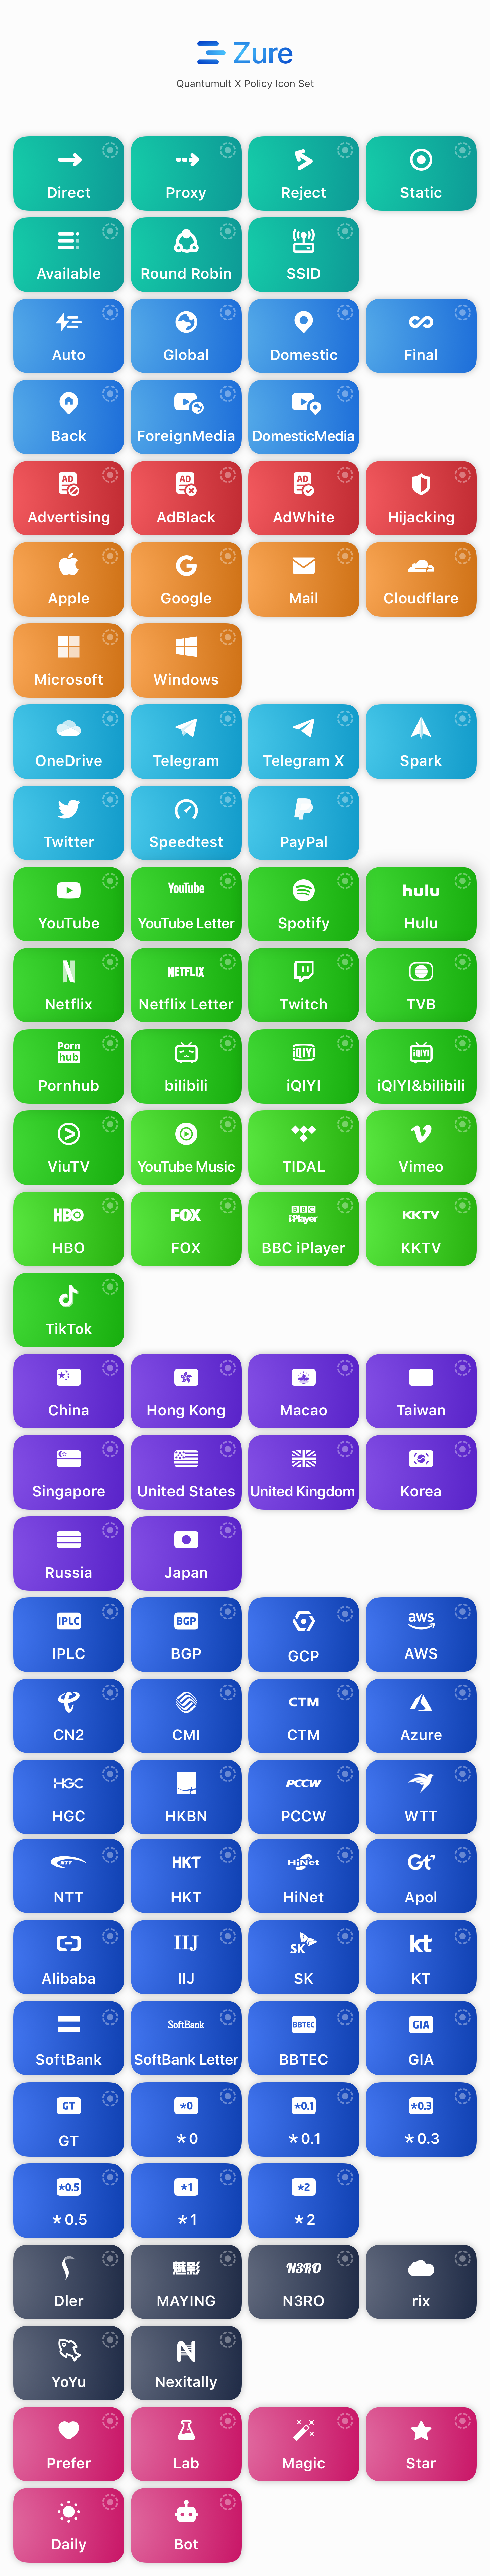 Zure
Quantumult X Policy Icon Set
Direct
Proxy
Reject
Static
Available
Round Robin
SSID
Auto
Global
Domestic
Final
Back
ForeignMedia
DomesticMedia
AD
Advertising
AD
AdBlack
AD
AdWhite
Hijacking
Apple
Google
Mail
Cloudflare
Microsoft
Windows
OneDrive
Telegram
Telegram X
Spark
Twitter
Speedtest
PayPal
YouTube
YouTube
YouTube Letter
Spotify
hulu
Hulu
Netflix
NETFLIX
Netflix Letter
Twitch
TVB
Porn
hub
Pornhub
bilibili
iQIYI
iQIYI
iQIYI
iQIYI&bilibili
ViuTV
YouTube Music
TIDAL
Vimeo
HBO
HBO
FOX
FOX
BBC
iPlayer
BBC iPlayer
KKTV
KKTV
TikTok
China
Hong Kong
Macao
Taiwan
Singapore
United States
United Kingdom
Korea
Russia
Japan
IPLC
IPLC
BGP
BGP
GCP
aws
AWS
CN2
CMI
CTM
CTM
Azure
HGC
HGC
HKBN
PCCW
PCCW
WTT
NTT
NTT
HKT
HKT
HiNet
HiNet
Gt
Apol
Alibaba
IIJ
IIJ
SK
SK
kt
KT
SoftBank
SoftBank
SoftBank Letter
BBTEC
BBTEC
GIA
GIA
GT
GT
*0
*0
*0.1
*0.1
*0.3
*0.3
*0.5
*0.5
*1
*1
*2
*2
Dler
魅影
MAYING
N3RO
N3RO
rix
YoYu
Nexitally
Prefer
Lab
Magic
Star
Daily
Bot